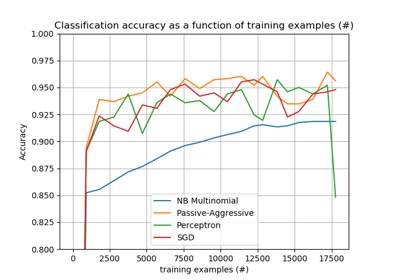 Classification accuracy as a function of training examples (#)
1.000
0.975
0.950
0.925
0.900
0.875
0.850
0.825
0.800
Accuracy
NB Multinomial
Passive-Aggressive
Perceptron
SGD
0 2500 5000 7500 10000 12500 15000 17500
training examples (#)